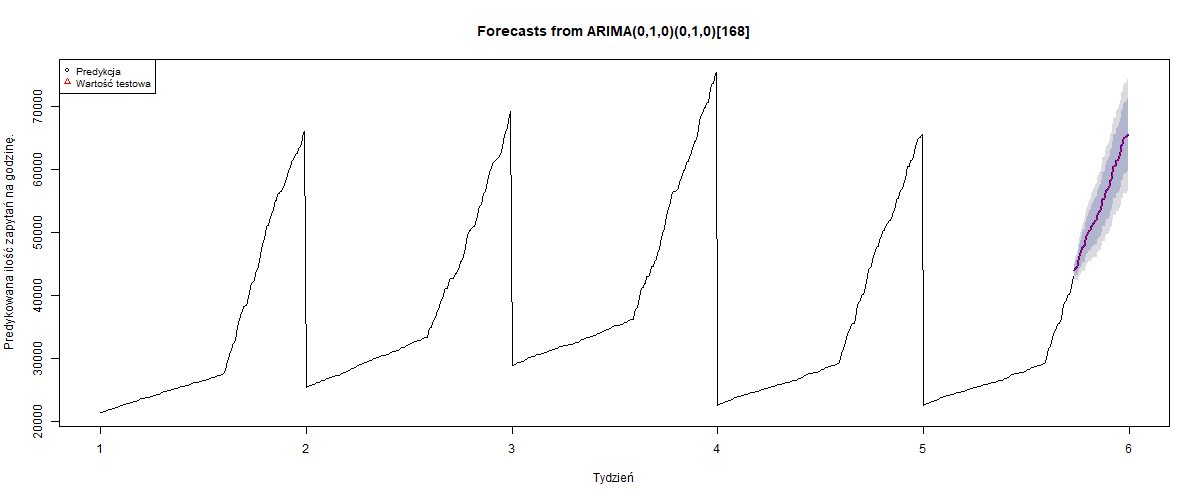 Forecasts from ARIMA(0,1,0)(0,1,0)[168]
Predykcja
Wartość testowa
Predykowana ilość zapytań na godzinę.
70000
60000
50000
40000
30000
20000
1 2 3 4 5 6
Tydzień